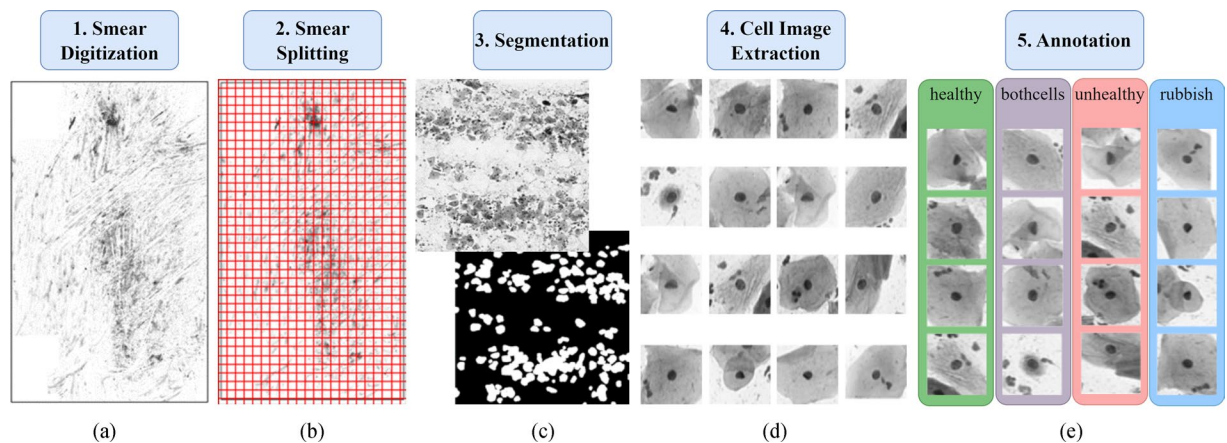 1. Smear
Digitization
2. Smear
Splitting
3. Segmentation
4. Cell Image
Extraction
5. Annotation
healthy
bothcells
unhealthy
rubbish
(a)
(b)
(c)
(d)
(e)